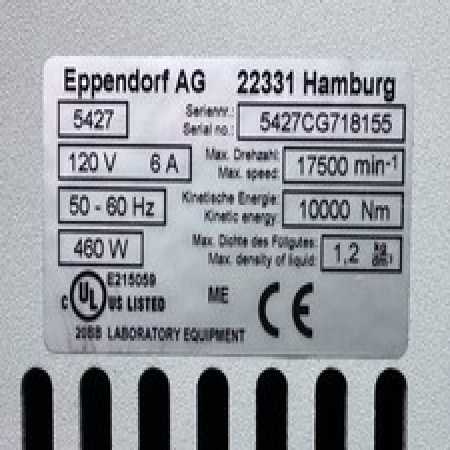 Eppendorf AG 22331 Hamburg
5427 Seriennr.: Serial no.: 5427CG718155
120 V 6 A Max. Drehzahl: Max. speed: 17500 min-1
50 - 60 Hz Kinetische Energie: Kinetic energy: 10000 Nm
460 W Max. Dichte des Füllgutes: Max. density of liquid: 1,2
E215059
C UL US LISTED ME CE
20BB LABORATORY EQUIPMENT